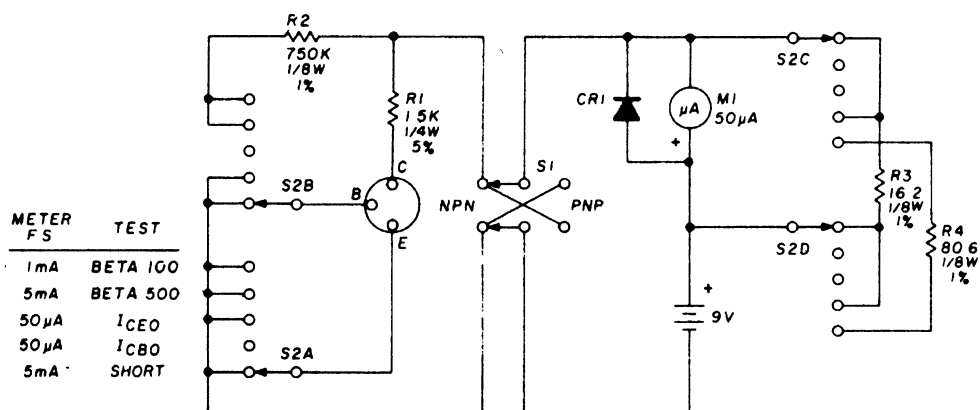 R2
750K
1/8W
1%
R1
1.5K
1/4W
5%
C
B
E
S2B
S2A
METER
FS
TEST
1mA
BETA 100
5mA
BETA 500
50μA
ICEO
50μA
ICBO
5mA
SHORT
NPN
S1
PNP
CR1
μA
M1
50μA
+
S2C
S2D
R3
16.2
1/8W
1%
R4
80.6
1/8W
1%
+
9V